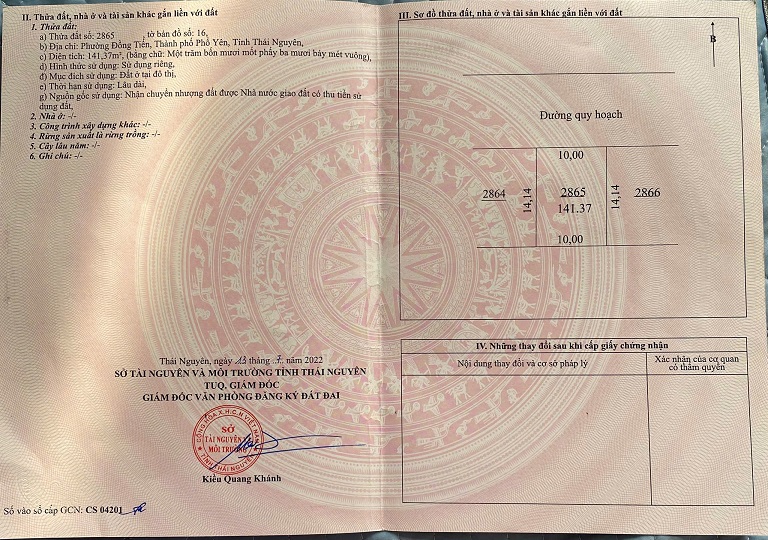 II. Thửa đất, nhà ở và tài sản khác gắn liền với đất
1. Thửa đất:
a) Thửa đất số: 2865 , tờ bản đồ số: 16,
b) Địa chỉ: Phường Đồng Tiến, Thành phố Phổ Yên, Tỉnh Thái Nguyên,
c) Diện tích: 141,37m², (bằng chữ: Một trăm bốn mươi mốt phẩy ba mươi bảy mét vuông),
d) Hình thức sử dụng: Sử dụng riêng,
đ) Mục đích sử dụng: Đất ở tại đô thị,
e) Thời hạn sử dụng: Lâu dài,
g) Nguồn gốc sử dụng: Nhận chuyển nhượng đất được Nhà nước giao đất có thu tiền sử
dụng đất,
2. Nhà ở: -/-
3. Công trình xây dựng khác: -/-
4. Rừng sản xuất là rừng trồng: -/-
5. Cây lâu năm: -/-
6. Ghi chú: -/-
Thái Nguyên, ngày 13 tháng 7 năm 2022
SỞ TÀI NGUYÊN VÀ MÔI TRƯỜNG TỈNH THÁI NGUYÊN
TUQ. GIÁM ĐỐC
GIÁM ĐỐC VĂN PHÒNG ĐĂNG KÝ ĐẤT ĐAI
CỘNG HÒA X.H.C.N VIỆT NAM
SỞ
TÀI NGUYÊN VÀ
MÔI TRƯỜNG
TỈNH THÁI NGUYÊN
Kiều Quang Khánh
Số vào sổ cấp GCN: CS 04201
III. Sơ đồ thửa đất, nhà ở và tài sản khác gắn liền với đất
B
Đường quy hoạch
10,00
2864
14,14
2865
141.37
14,14
2866
10,00
IV. Những thay đổi sau khi cấp giấy chứng nhận
Nội dung thay đổi và cơ sở pháp lý
Xác nhận của cơ quan
có thẩm quyền